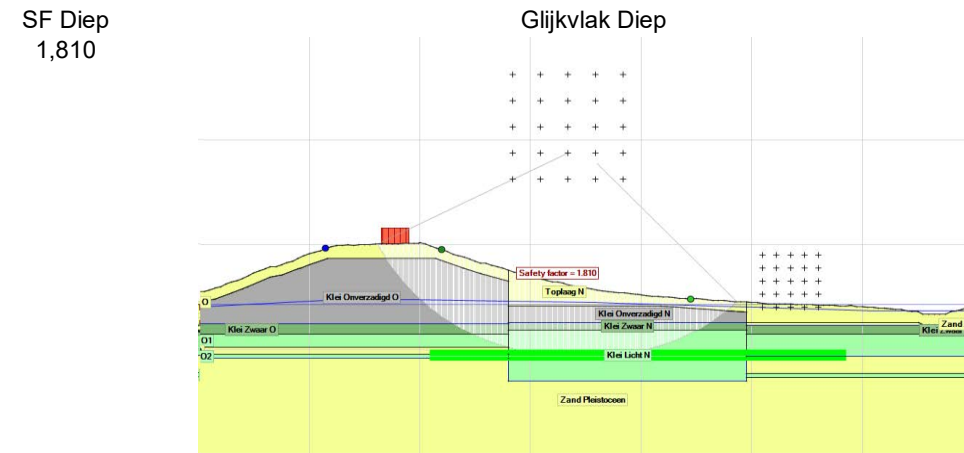 SF Diep
Glijkvlak Diep
1,810
Safety factor = 1.810
Toplaag N
Klei Onverzadigd O
O
Klei Onverzadigd N
Klei Zwaar O
Klei Zwaar N
Zand
O1
O2
Klei Licht N
Zand Pleistoceen